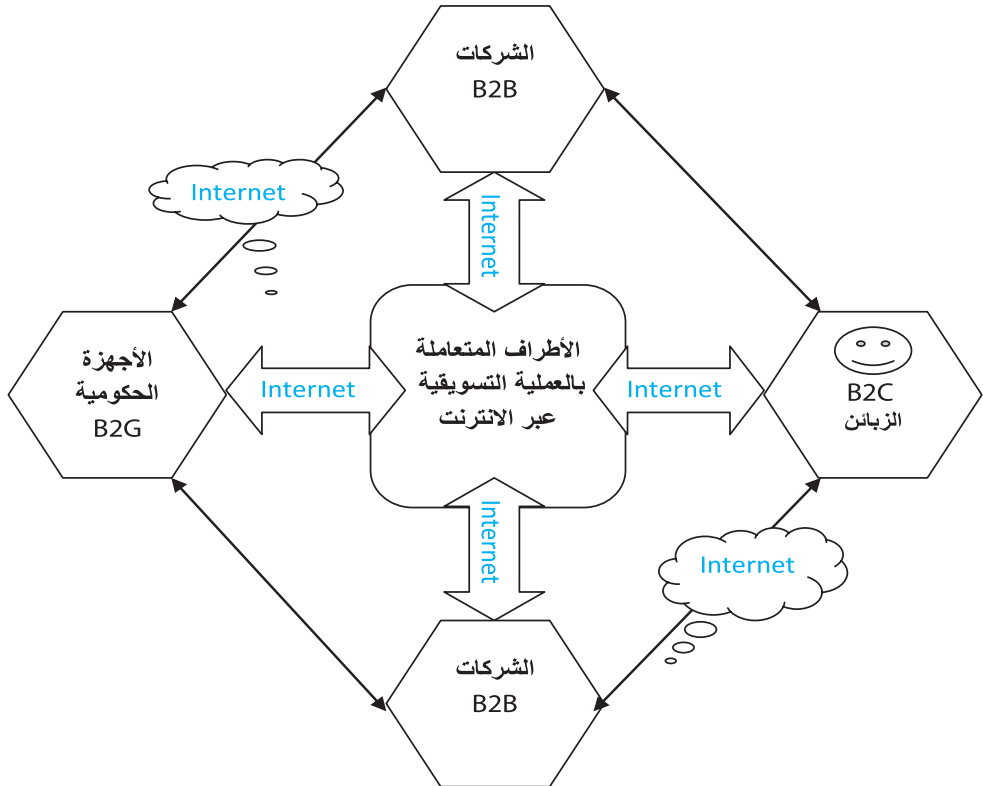 الشركات
B2B
Internet
Internet
الأجهزة
الحكومية
B2G
Internet
الأطراف المتعاملة
بالعملية التسويقية
عبر الانترنت
Internet
B2C
الزبائن
Internet
Internet
الشركات
B2B